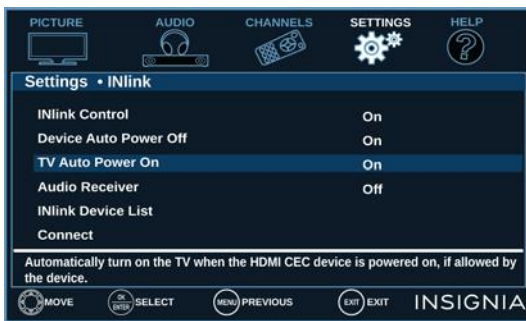 PICTURE AUDIO CHANNELS SETTINGS HELP
?
Settings • INlink
INlink Control On
Device Auto Power Off On
TV Auto Power On On
Audio Receiver Off
INlink Device List
Connect
Automatically turn on the TV when the HDMI CEC device is powered on, if allowed by
the device.
MOVE OK ENTER SELECT MENU PREVIOUS EXIT EXIT INSIGNIA